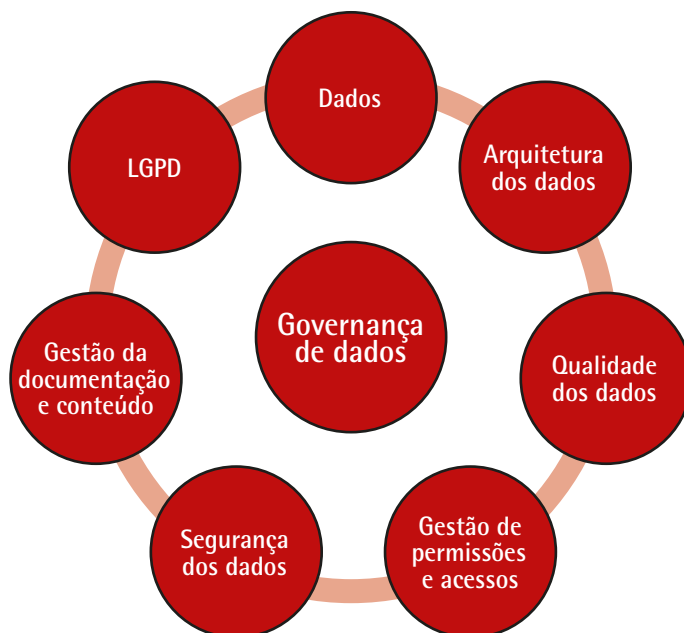 Dados
Arquitetura
dos dados
Qualidade
dos dados
Gestão de
permissões
e acessos
Segurança
dos dados
Gestão da
documentação
e conteúdo
LGPD
Governança
de dados